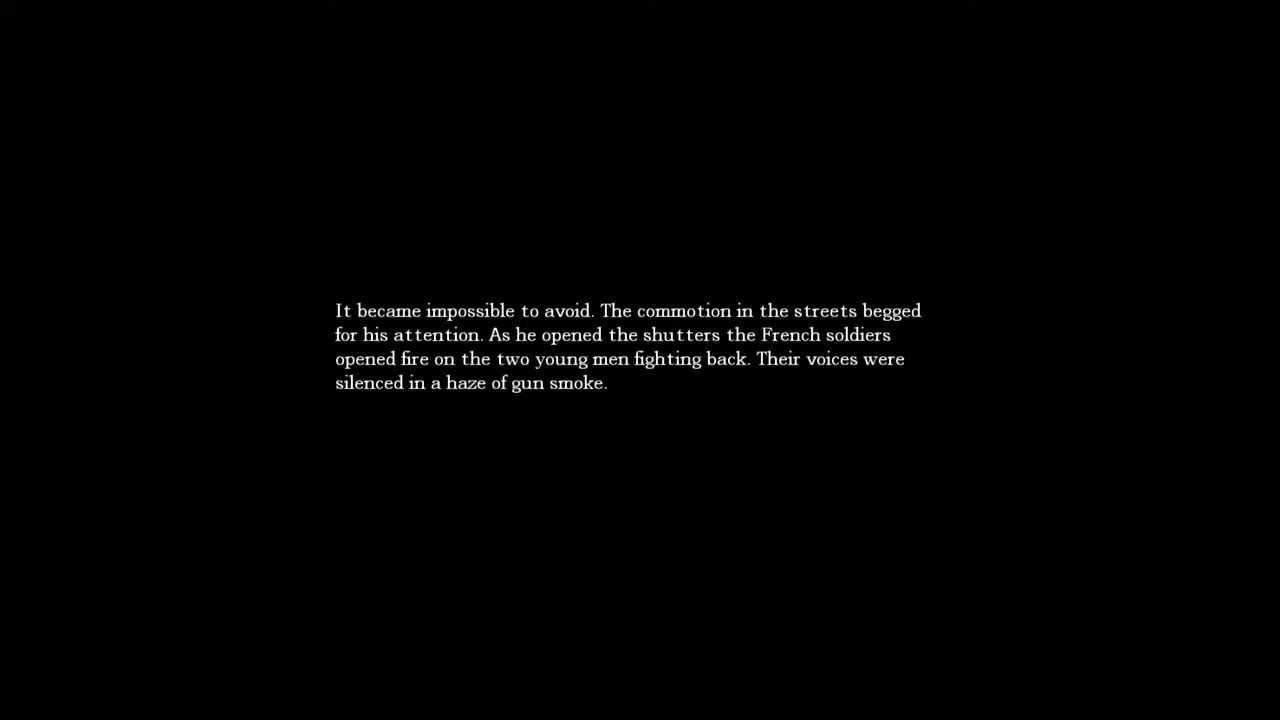 It became impossible to avoid. The commotion in the streets begged
for his attention. As he opened the shutters the French soldiers
opened fire on the two young men fighting back. Their voices were
silenced in a haze of gun smoke.